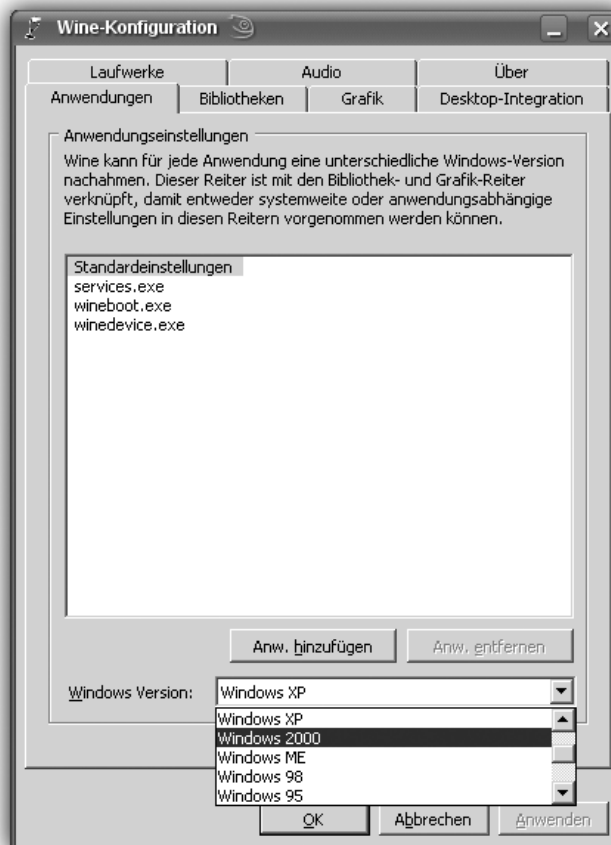 Wine-Konfiguration
Laufwerke Audio Über
Anwendungen Bibliotheken Grafik Desktop-Integration
Anwendungseinstellungen
Wine kann für jede Anwendung eine unterschiedliche Windows-Version
nachahmen. Dieser Reiter ist mit den Bibliothek- und Grafik-Reiter
verknüpft, damit entweder systemweite oder anwendungsabhängige
Einstellungen in diesen Reitern vorgenommen werden können.
Standardeinstellungen
services.exe
wineboot.exe
winedevice.exe
Anw. hinzufügen Anw. entfernen
Windows Version: Windows XP
Windows XP
Windows 2000
Windows ME
Windows 98
Windows 95
OK Abbrechen Anwenden